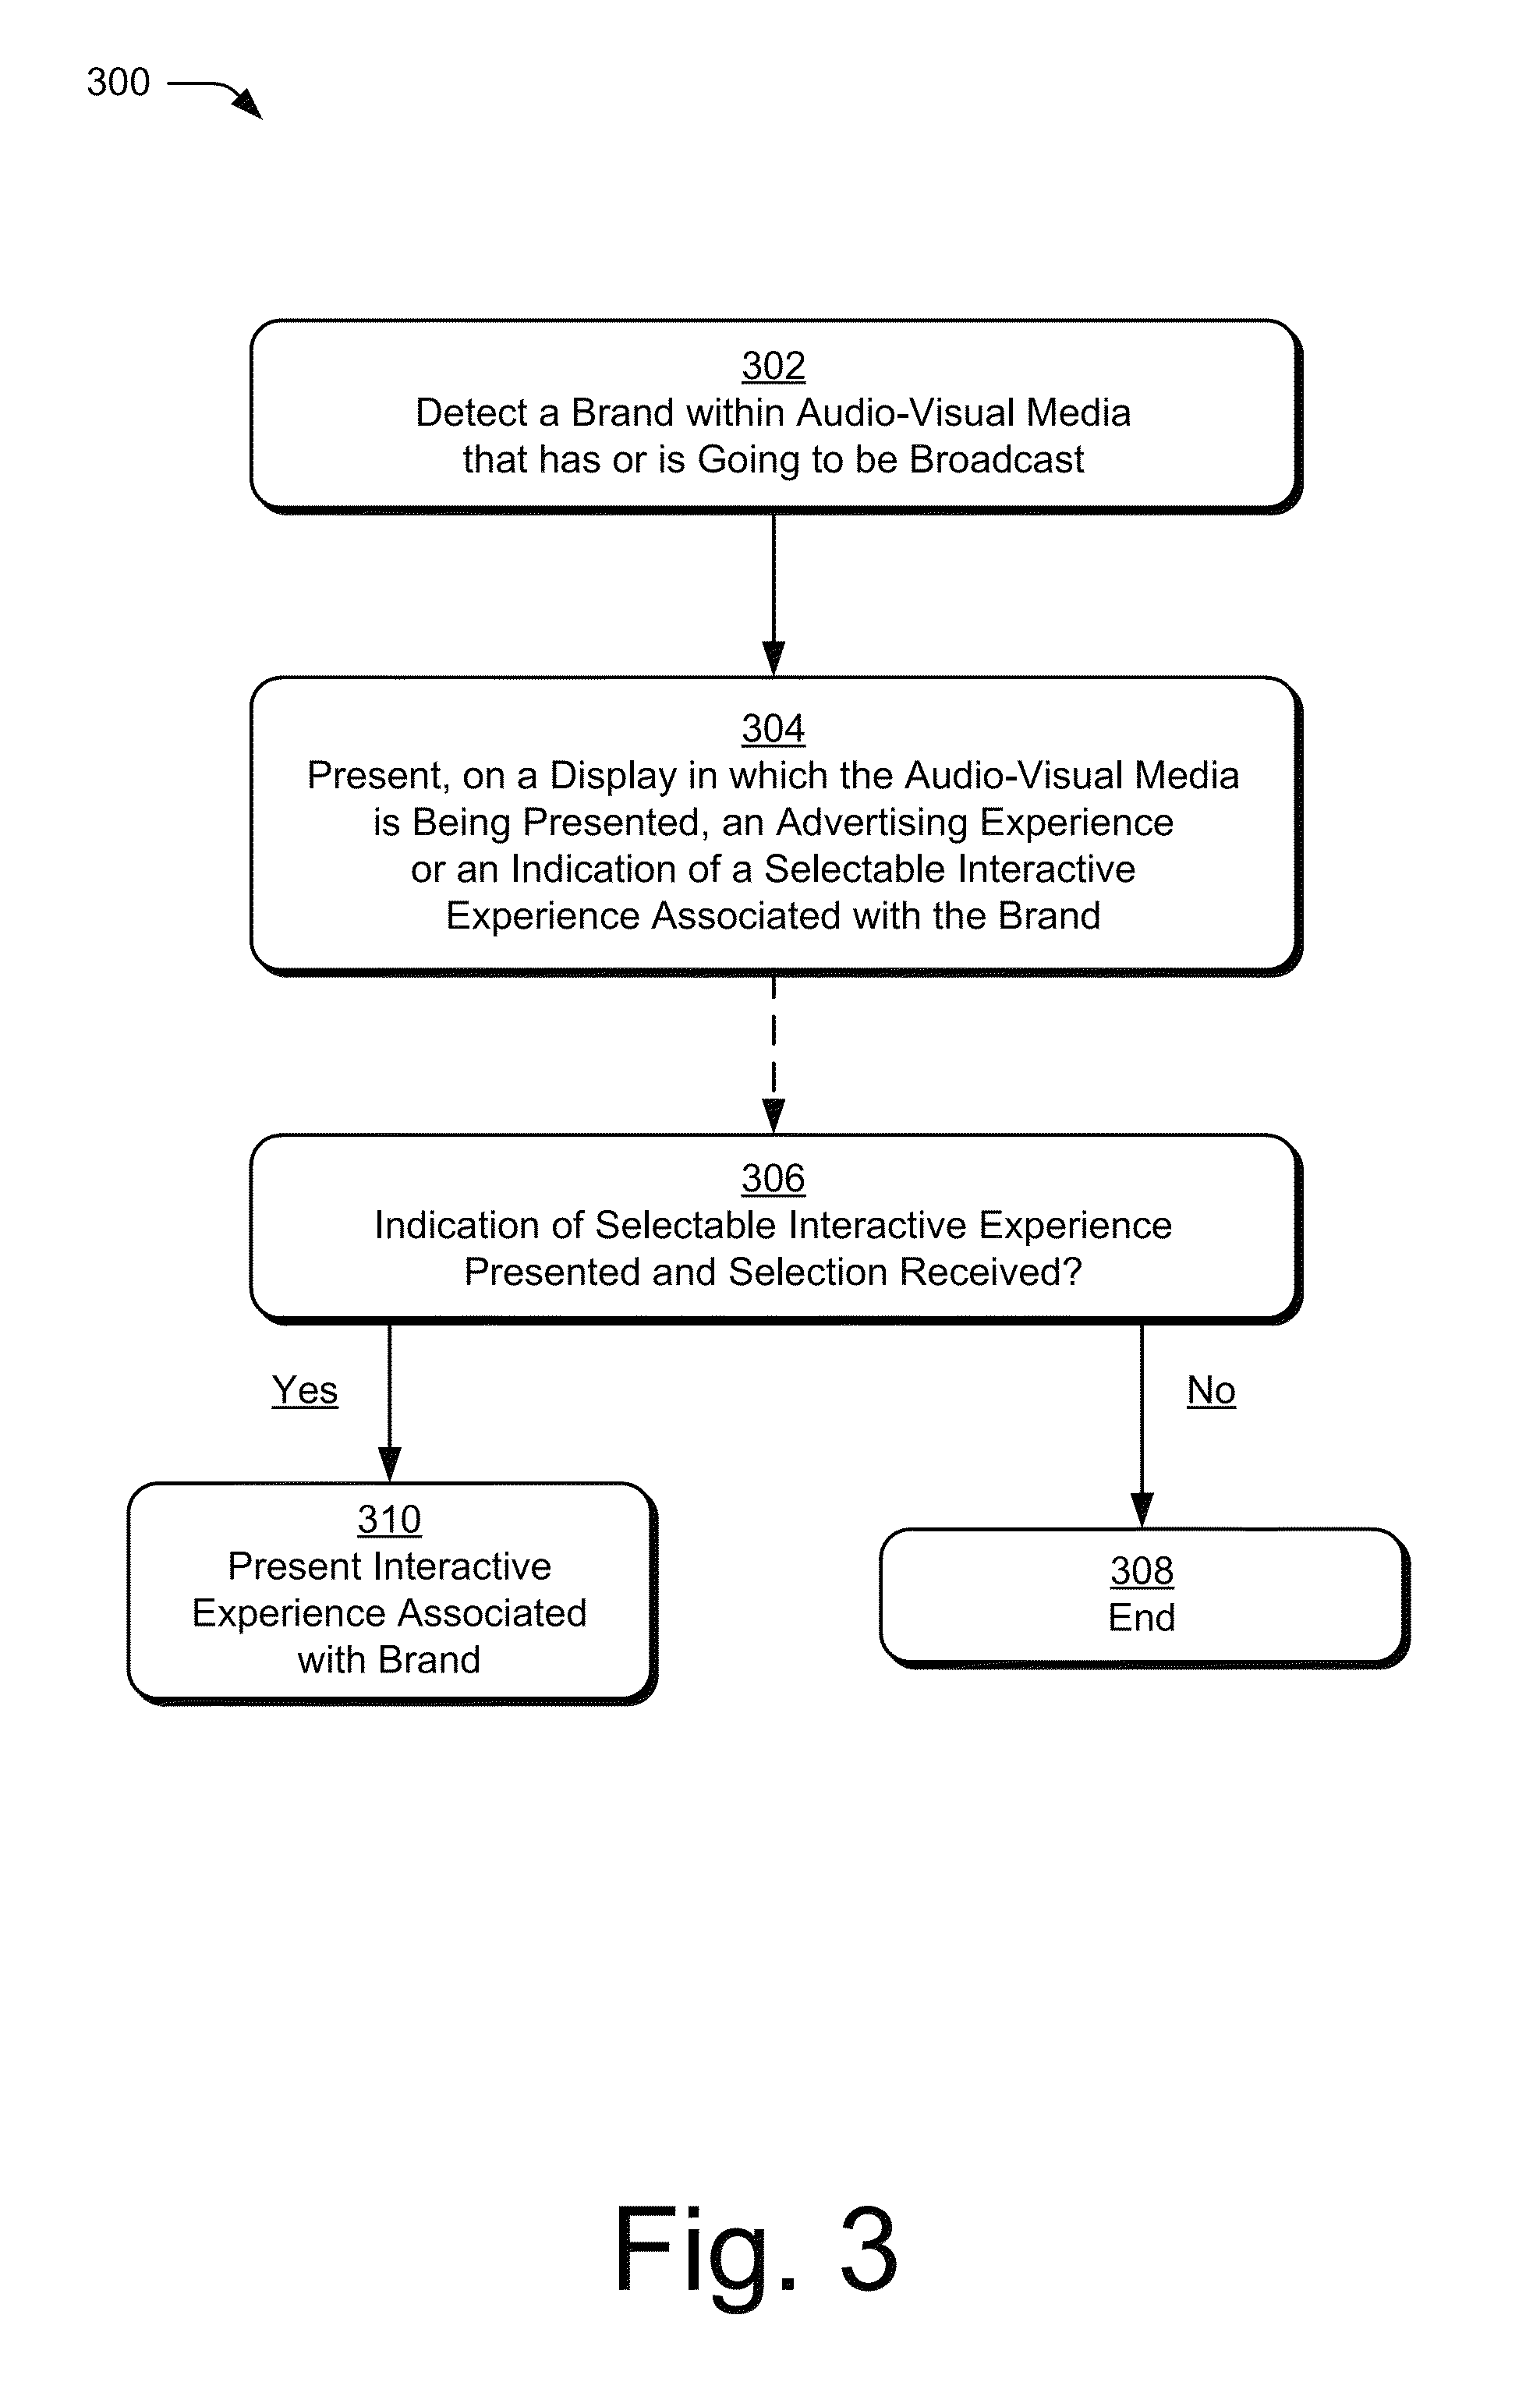 300
302
Detect a Brand within Audio-Visual Media
that has or is Going to be Broadcast
304
Present, on a Display in which the Audio-Visual Media
is Being Presented, an Advertising Experience
or an Indication of a Selectable Interactive
Experience Associated with the Brand
306
Indication of Selectable Interactive Experience
Presented and Selection Received?
Yes
No
310
Present Interactive
Experience Associated
with Brand
308
End
Fig. 3